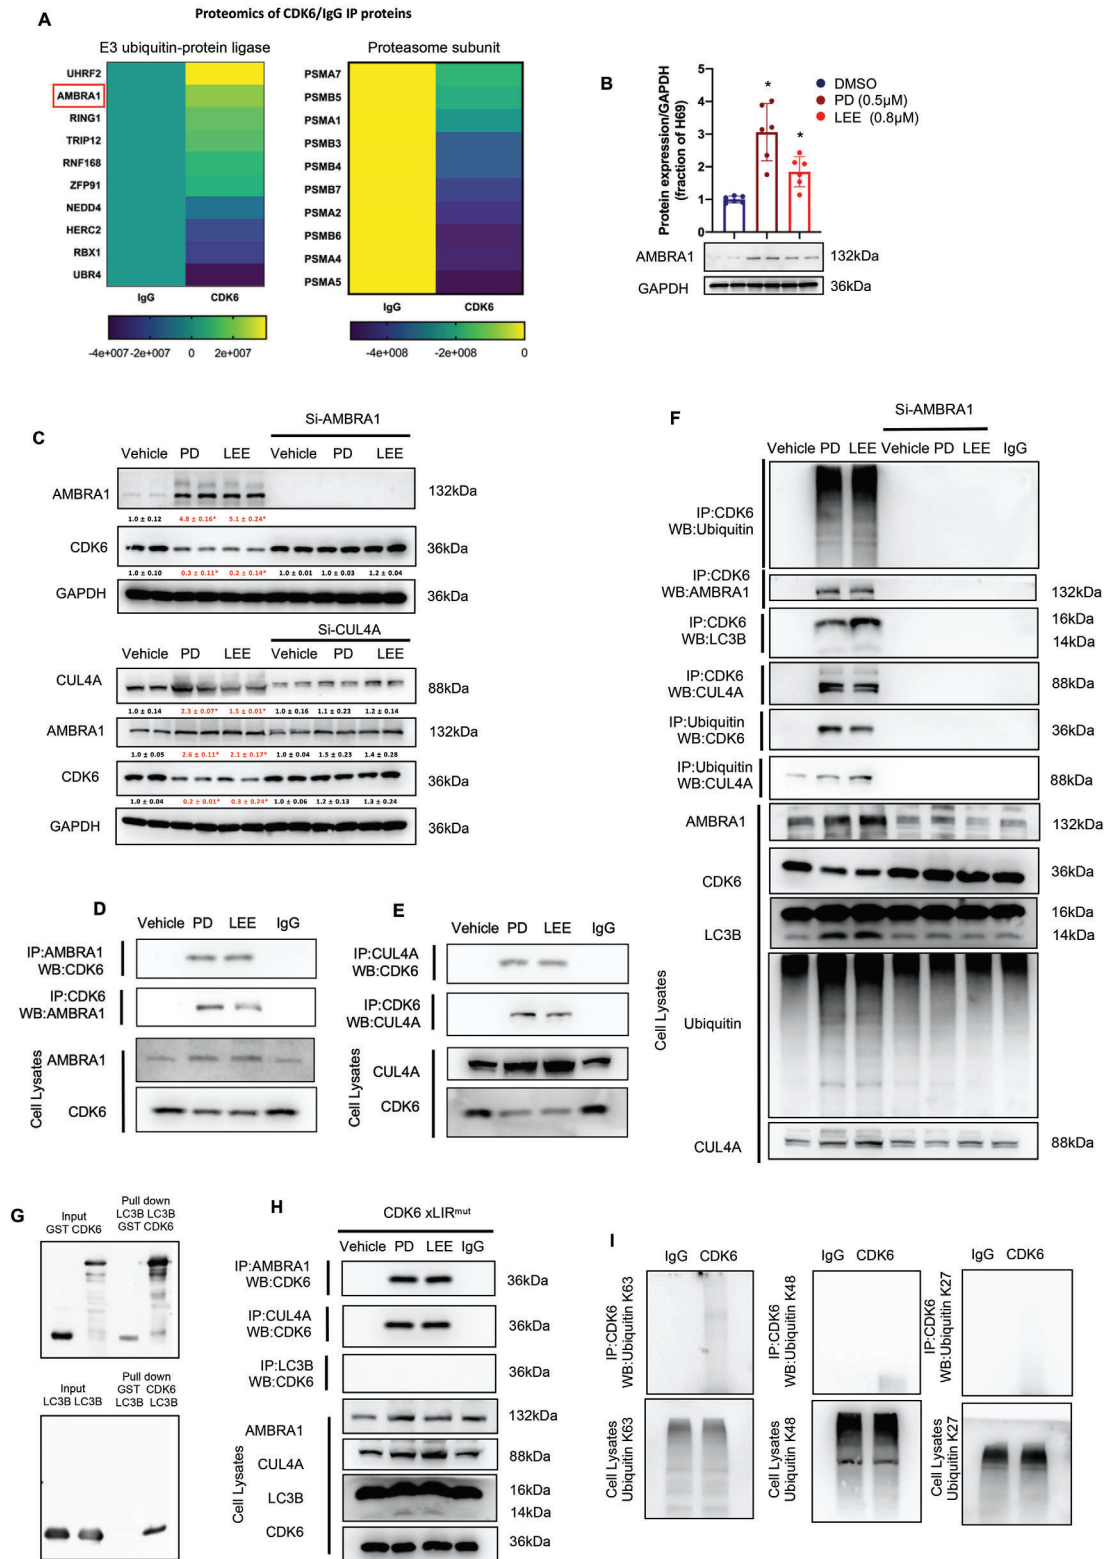 Proteomics of CDK6/IgG IP proteins
A
E3 ubiquitin-protein ligase
UHRF2
AMBRA1
RING1
TRIP12
RNF168
ZFP91
NEDD4
HERC2
RBX1
UBR4
IgG CDK6
-4e+007 -2e+007 0 2e+007
Proteasome subunit
PSMA7
PSMB5
PSMA1
PSMB3
PSMB4
PSMB7
PSMA2
PSMB6
PSMA4
PSMA5
IgG CDK6
-4e+008 -2e+008 0
B
Protein expression/GAPDH
(fraction of H69)
5
4
3
2
1
0
*
*
DMSO
PD (0.5µM)
LEE (0.8µM)
AMBRA1 132kDa
GAPDH 36kDa
C
Si-AMBRA1
Vehicle PD LEE Vehicle PD LEE
AMBRA1 132kDa
1.0 ± 0.12 4.8 ± 0.16* 5.1 ± 0.24*
CDK6 36kDa
1.0 ± 0.10 0.3 ± 0.11* 0.2 ± 0.14* 1.0 ± 0.01 1.0 ± 0.03 1.2 ± 0.04
GAPDH 36kDa
Si-CUL4A
Vehicle PD LEE Vehicle PD LEE
CUL4A 88kDa
1.0 ± 0.14 2.3 ± 0.07* 1.5 ± 0.01* 1.0 ± 0.16 1.1 ± 0.23 1.2 ± 0.14
AMBRA1 132kDa
1.0 ± 0.05 2.6 ± 0.11* 2.1 ± 0.17* 1.0 ± 0.04 1.5 ± 0.23 1.4 ± 0.28
CDK6 36kDa
1.0 ± 0.04 0.2 ± 0.01* 0.3 ± 0.24* 1.0 ± 0.06 1.2 ± 0.13 1.3 ± 0.24
GAPDH 36kDa
D
Vehicle PD LEE IgG
IP:AMBRA1
WB:CDK6
IP:CDK6
WB:AMBRA1
AMBRA1
CDK6
Cell Lysates
E
Vehicle PD LEE IgG
IP:CUL4A
WB:CDK6
IP:CDK6
WB:CUL4A
CUL4A
CDK6
Cell Lysates
F
Si-AMBRA1
Vehicle PD LEE Vehicle PD LEE IgG
IP:CDK6
WB:Ubiquitin
IP:CDK6
WB:AMBRA1 132kDa
IP:CDK6
WB:LC3B
16kDa
14kDa
IP:CDK6
WB:CUL4A
88kDa
IP:Ubiquitin
WB:CDK6
36kDa
IP:Ubiquitin
WB:CUL4A
88kDa
AMBRA1 132kDa
CDK6 36kDa
LC3B
16kDa
14kDa
Ubiquitin
CUL4A 88kDa
Cell Lysates
G
Input
GST CDK6
Pull down
LC3B LC3B
GST CDK6
Input
LC3B LC3B
Pull down
GST CDK6
LC3B LC3B
H
CDK6 xLIRmut
Vehicle PD LEE IgG
IP:AMBRA1
WB:CDK6
36kDa
IP:CUL4A
WB:CDK6
36kDa
IP:LC3B
WB:CDK6
36kDa
AMBRA1 132kDa
CUL4A 88kDa
LC3B
16kDa
14kDa
CDK6 36kDa
Cell Lysates
I
IgG CDK6
IP:CDK6
WB:Ubiquitin K63
Cell Lysates
Ubiquitin K63
IgG CDK6
IP:CDK6
WB:Ubiquitin K48
Cell Lysates
Ubiquitin K48
IgG CDK6
IP:CDK6
WB:Ubiquitin K27
Cell Lysates
Ubiquitin K27